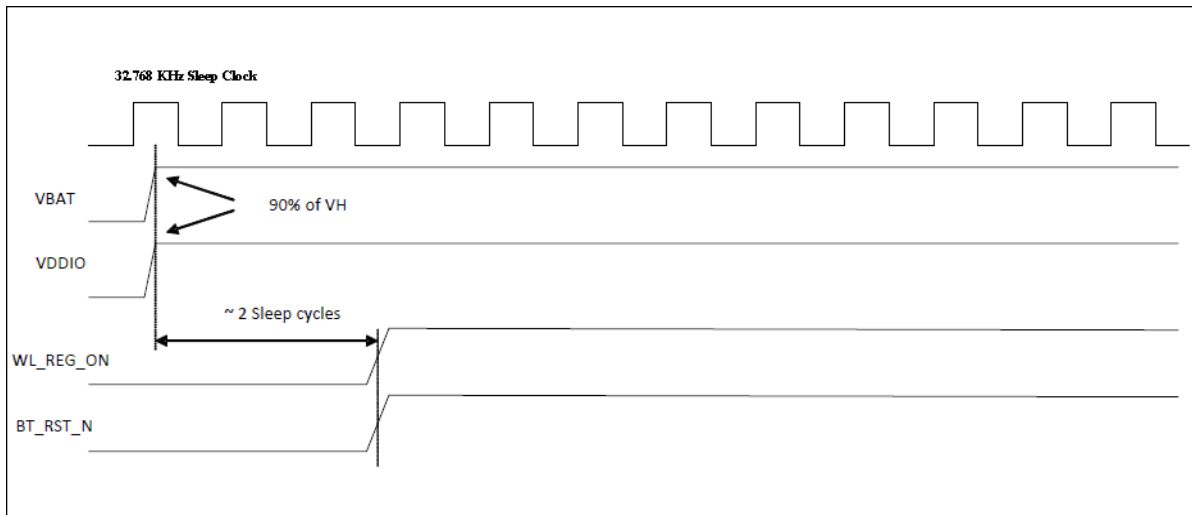 32.768 KHz Sleep Clock
VBAT
90% of VH
VDDIO
~ 2 Sleep cycles
WL_REG_ON
BT_RST_N